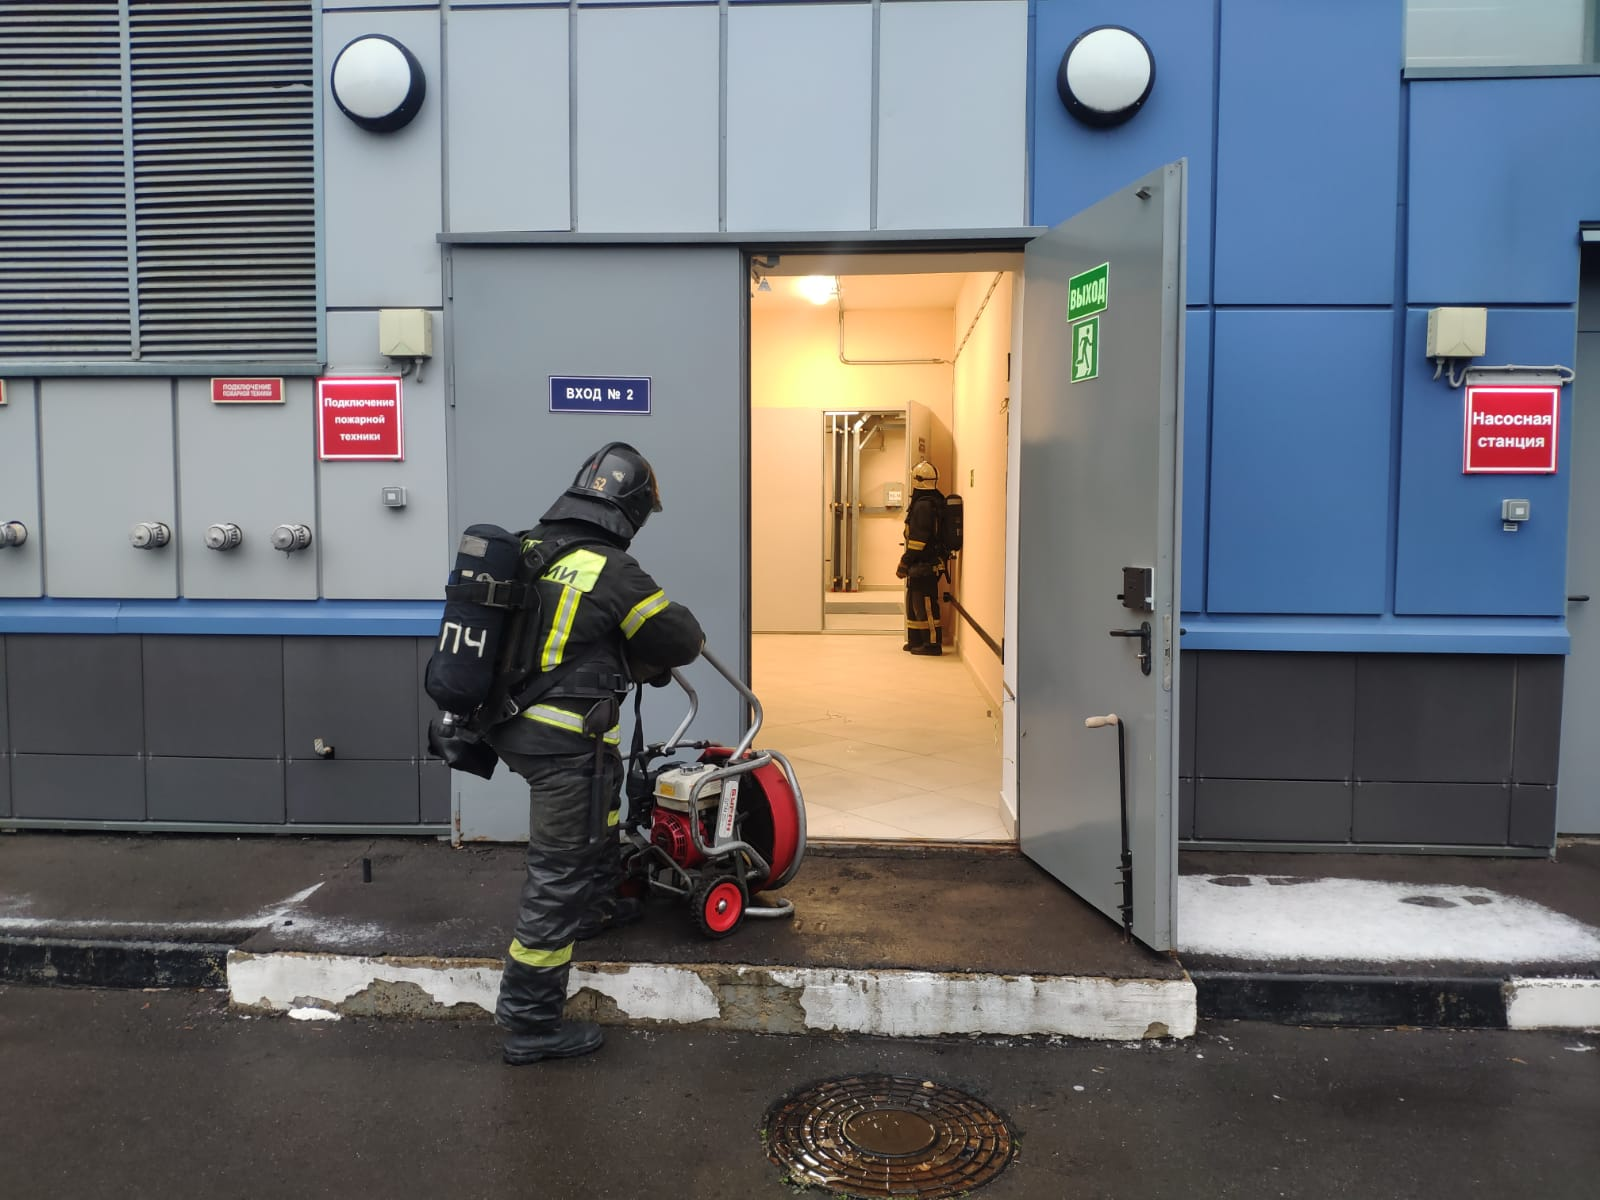 ПОДКЛЮЧЕНИЕ
ПОЖАРНОЙ ТЕХНИКИ
Подключение
пожарной
техники
ВХОД № 2
ВЫХОД
Насосная
станция
52
ПЧ